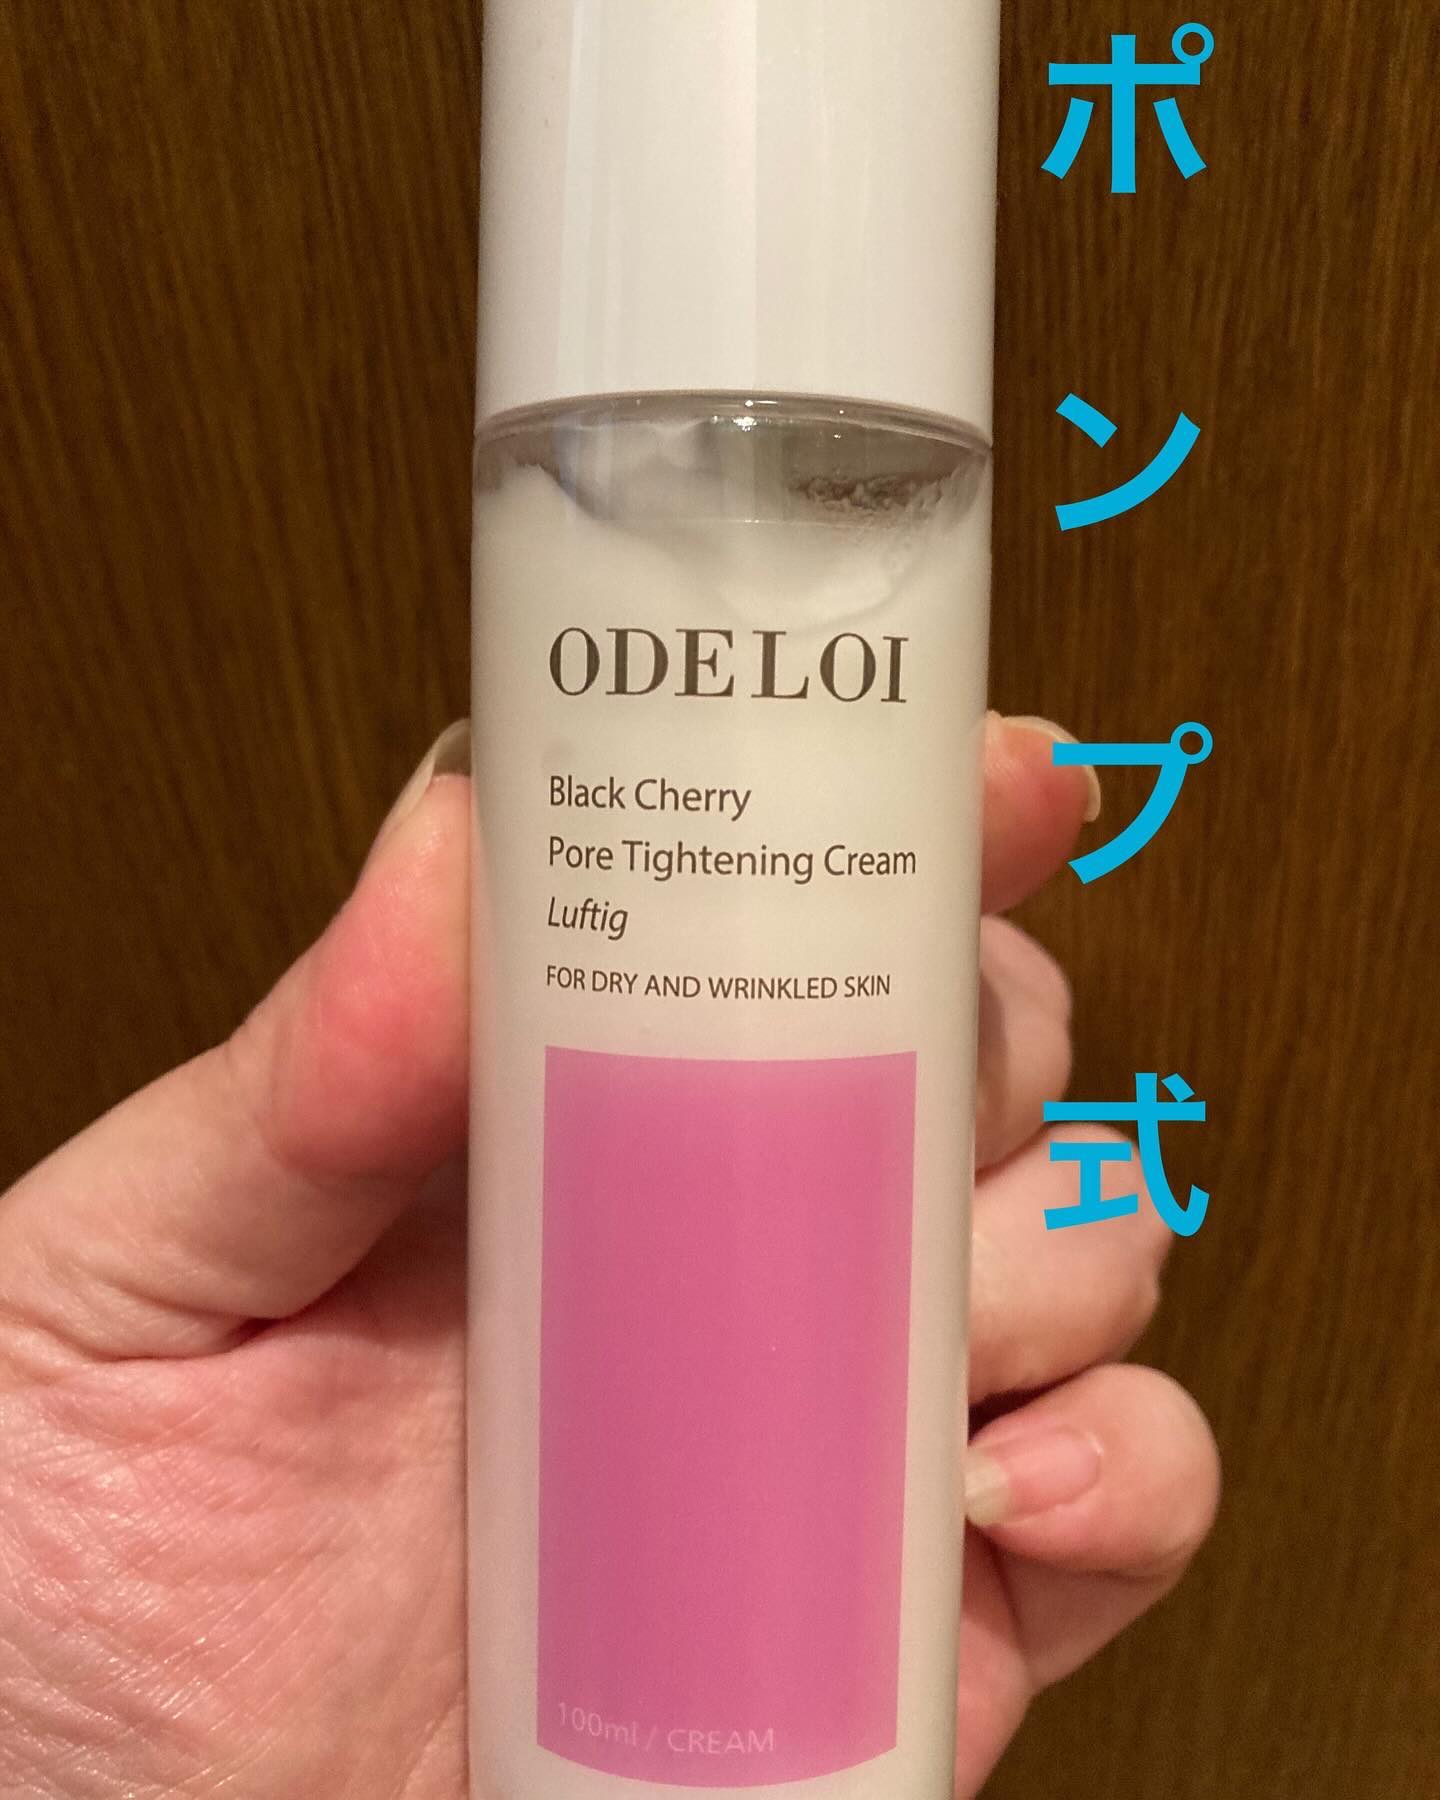 ポンプ式
ODELOI
Black Cherry
Pore Tightening Cream
Luftig
FOR DRY AND WRINKLED SKIN
100ml / CREAM